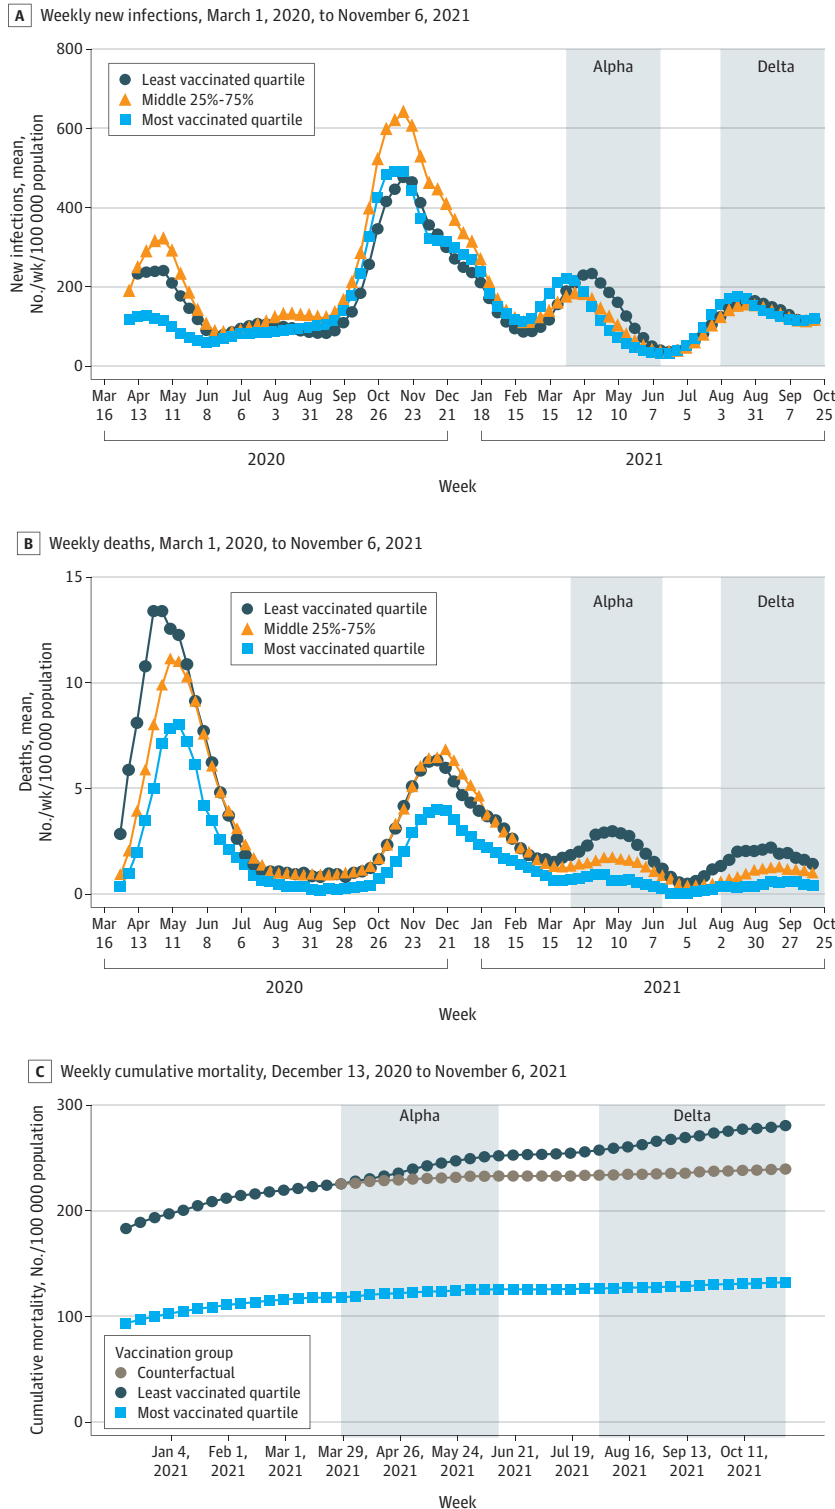 A Weekly new infections, March 1, 2020, to November 6, 2021
800
600
400
200
0
New infections, mean,
No./wk/100 000 population
Least vaccinated quartile
Middle 25%-75%
Most vaccinated quartile
Alpha
Delta
Mar Apr May Jun Jul Aug Aug Sep Oct Nov Dec Jan Feb Mar Apr May Jun Jul Aug Aug Sep Oct
16 13 11 8 6 3 31 28 26 23 21 18 15 15 12 10 7 5 3 31 7 25
2020
2021
Week
B Weekly deaths, March 1, 2020, to November 6, 2021
15
10
5
0
Deaths, mean,
No./wk/100 000 population
Least vaccinated quartile
Middle 25%-75%
Most vaccinated quartile
Alpha
Delta
Mar Apr May Jun Jul Aug Aug Sep Oct Nov Dec Jan Feb Mar Apr May Jun Jul Aug Aug Sep Oct
16 13 11 8 6 3 31 28 26 23 21 18 15 15 12 10 7 5 2 30 27 25
2020
2021
Week
C Weekly cumulative mortality, December 13, 2020 to November 6, 2021
300
200
100
0
Cumulative mortality, No./100 000 population
Alpha
Delta
Vaccination group
Counterfactual
Least vaccinated quartile
Most vaccinated quartile
Jan 4, Feb 1, Mar 1, Mar 29, Apr 26, May 24, Jun 21, Jul 19, Aug 16, Sep 13, Oct 11,
2021 2021 2021 2021 2021 2021 2021 2021 2021 2021 2021
Week